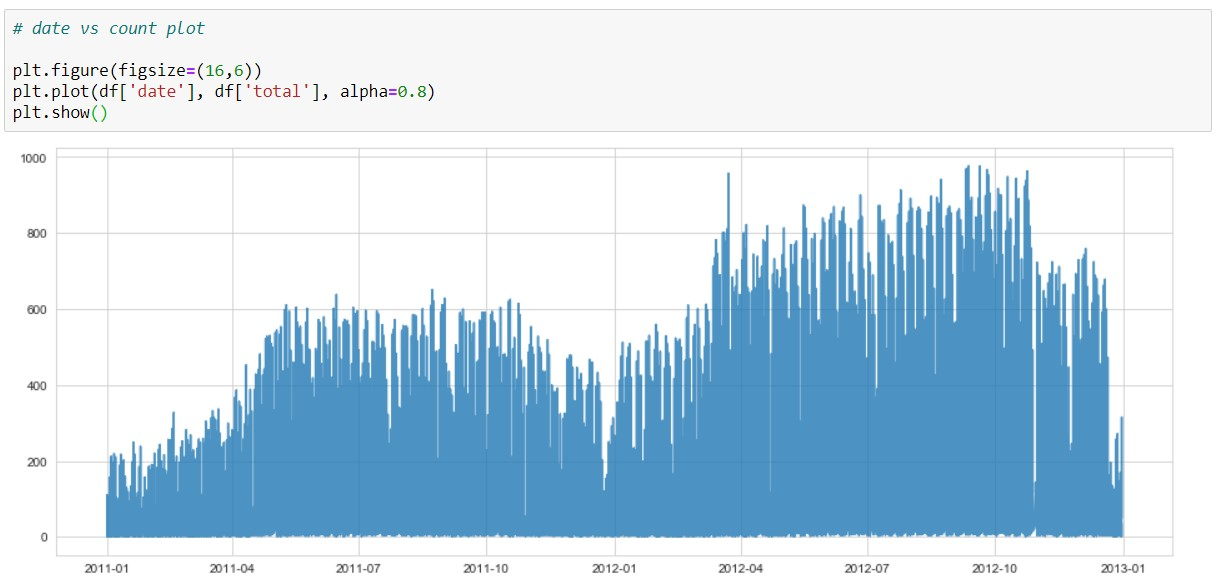 # date vs count plot
plt.figure(figsize=(16,6))
plt.plot(df['date'], df['total'], alpha=0.8)
plt.show()
1000
800
600
400
200
0
2011-01 2011-04 2011-07 2011-10 2012-01 2012-04 2012-07 2012-10 2013-01